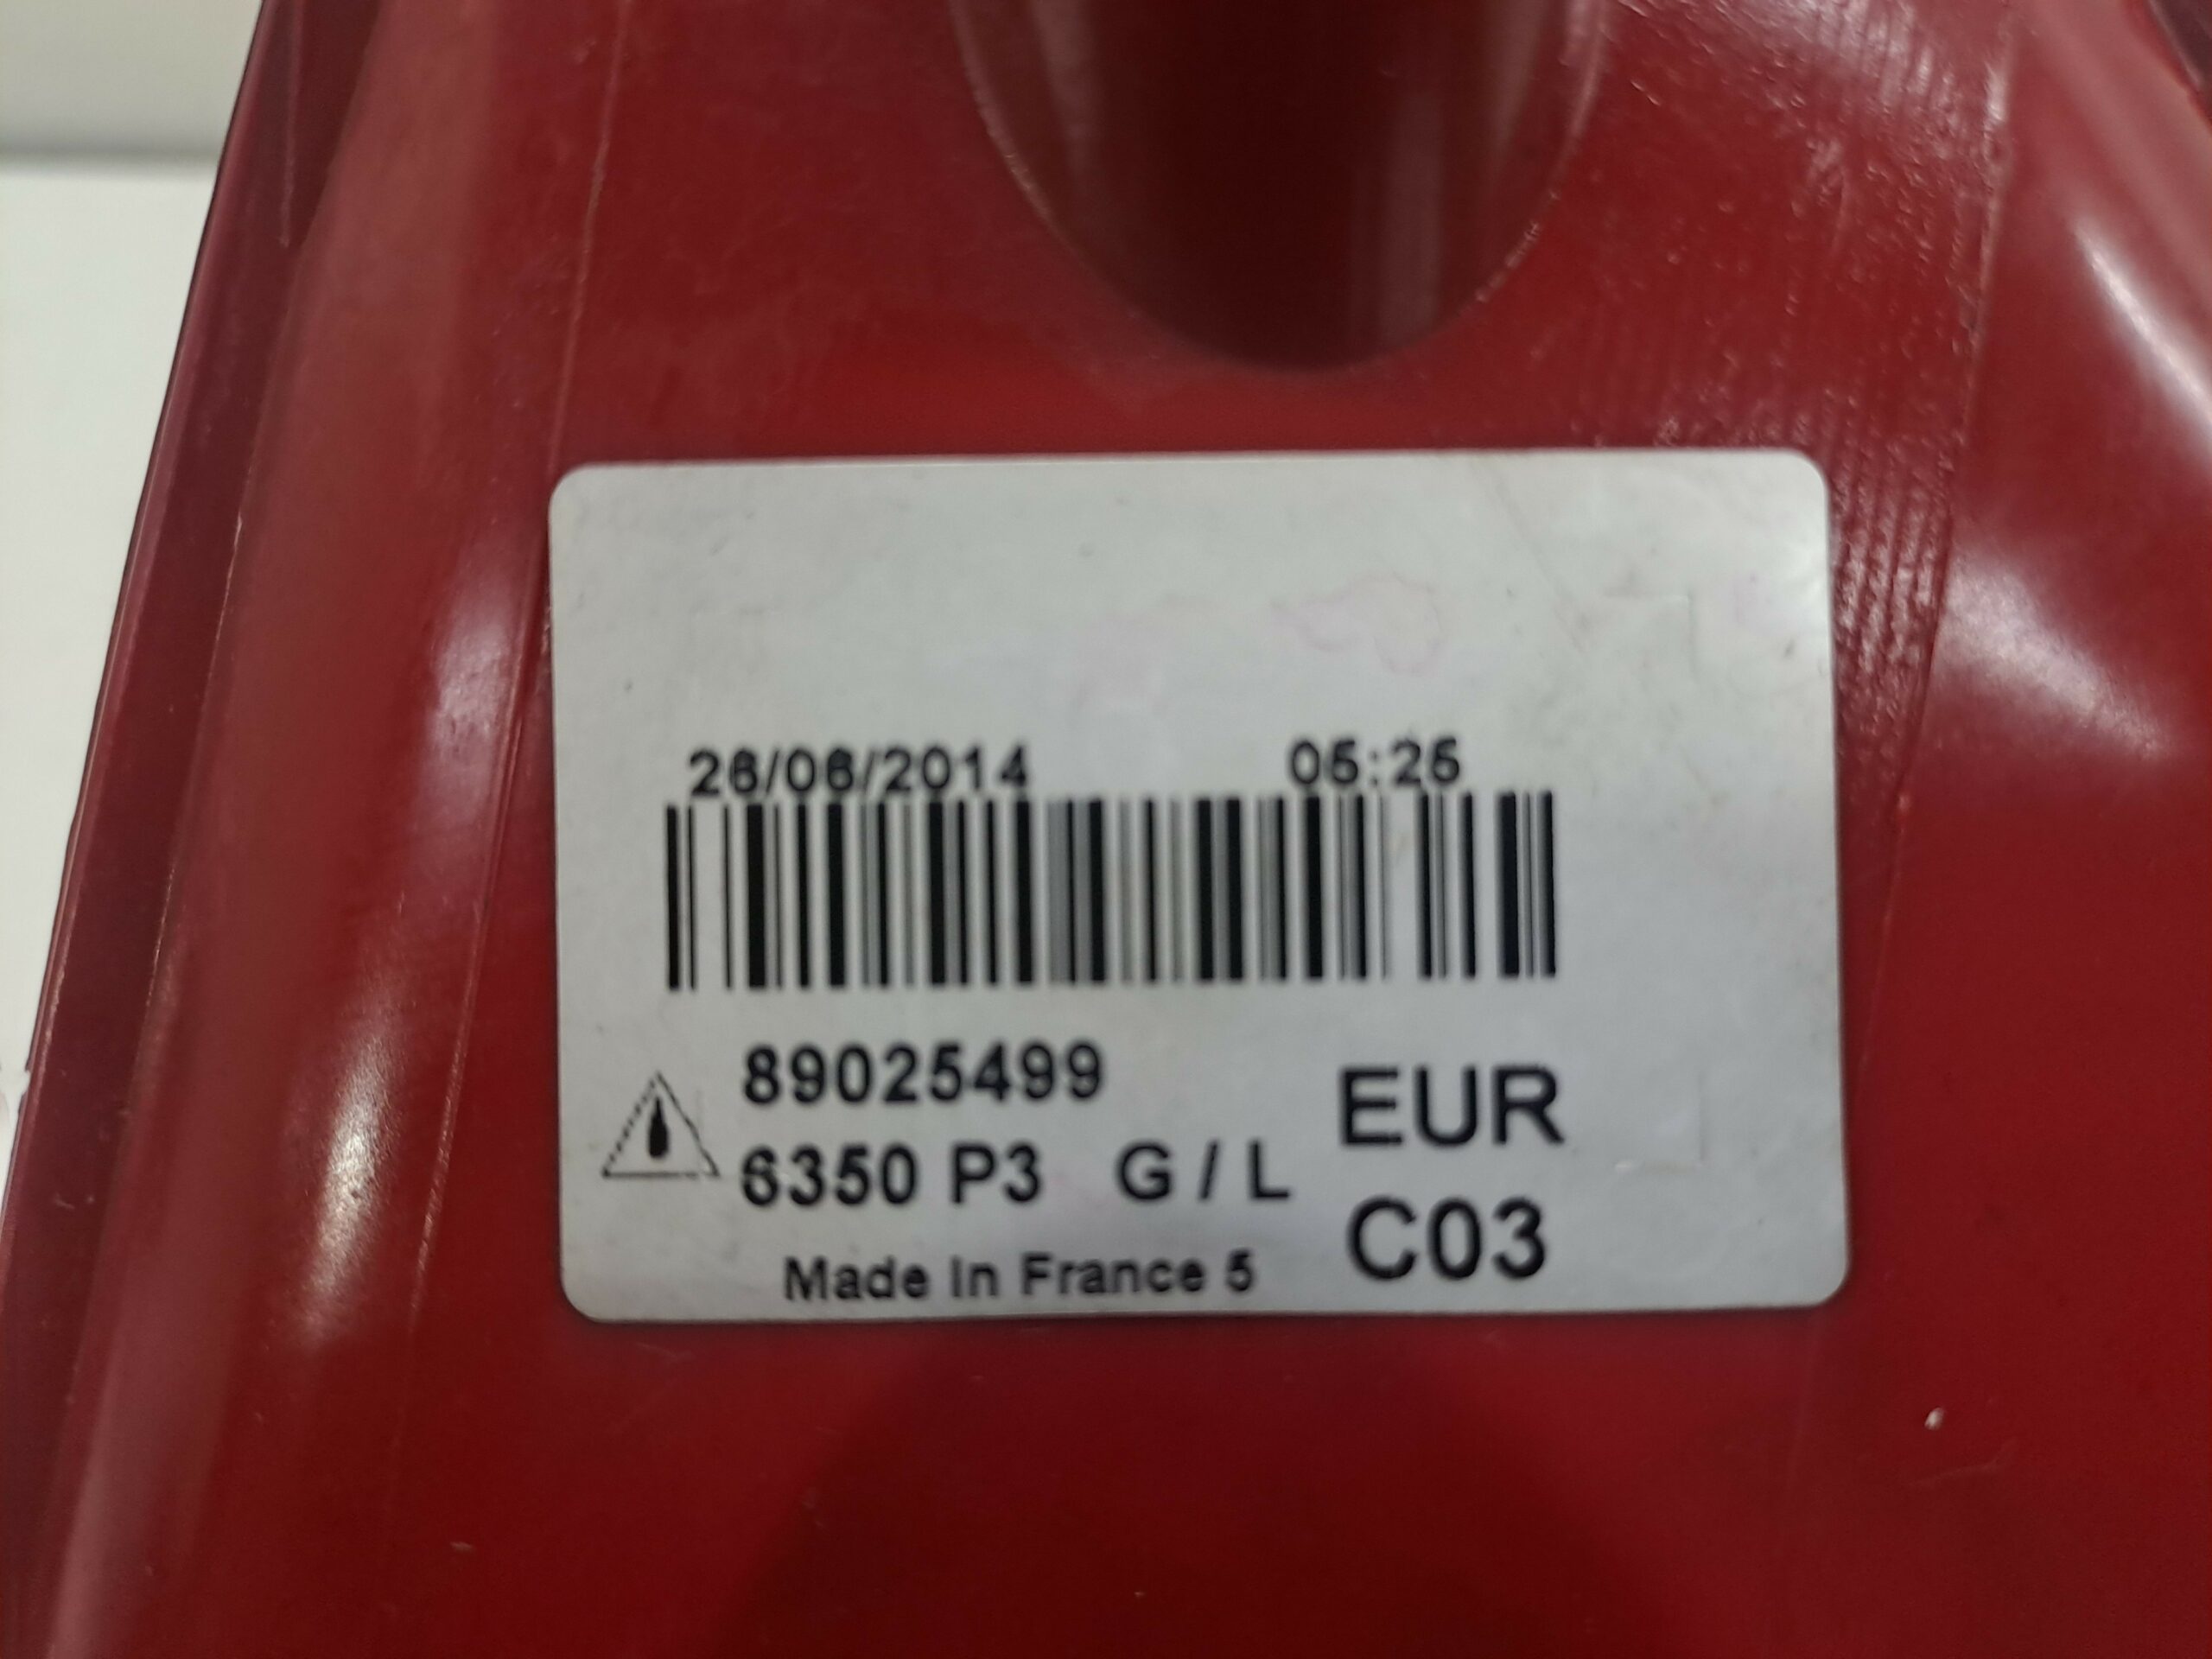 26/06/2014 05:25
89025499
6350 P3 G / L
EUR
C03
Made In France 5